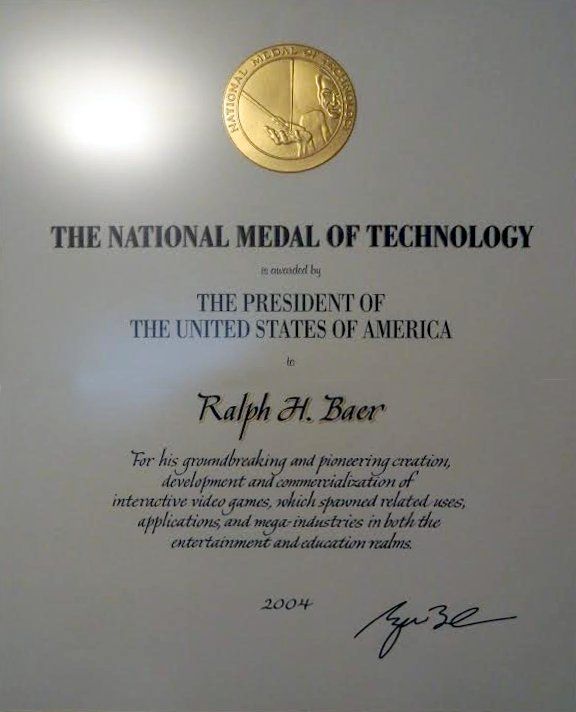 NATIONAL MEDAL OF TECHNOLOGY
THE NATIONAL MEDAL OF TECHNOLOGY
is awarded by
THE PRESIDENT OF
THE UNITED STATES OF AMERICA
to
Ralph H. Baer
For his groundbreaking and pioneering creation,
development and commercialization of
interactive video games, which spawned related uses,
applications, and mega-industries in both the
entertainment and education realms.
2004